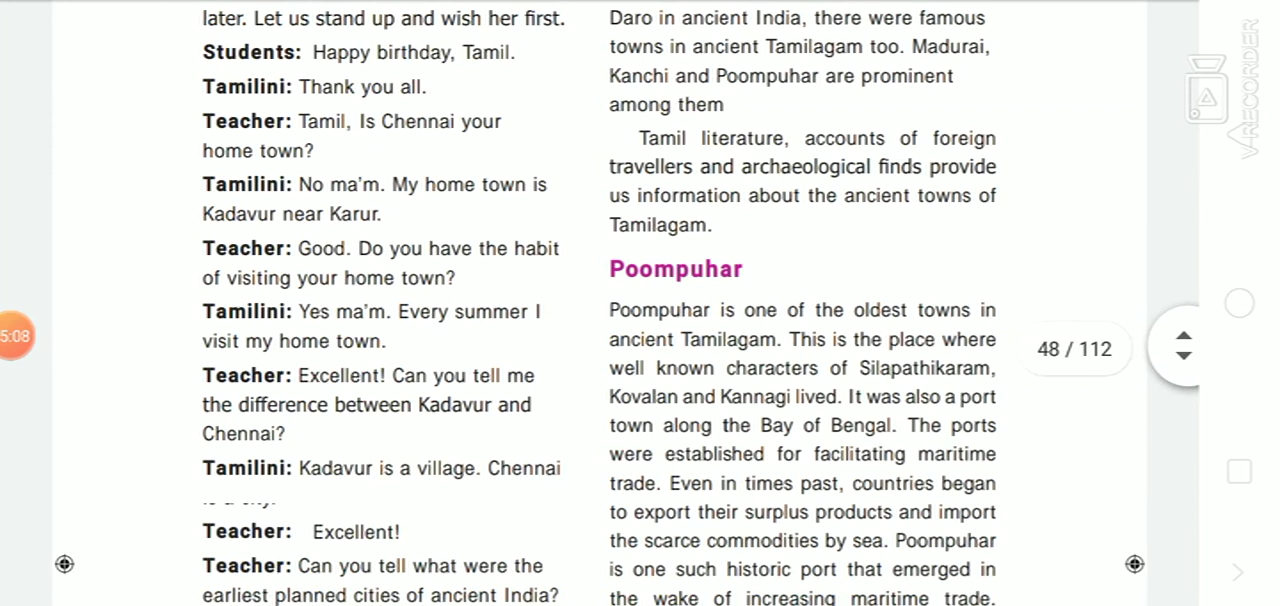 later. Let us stand up and wish her first.
Students: Happy birthday, Tamil.
Tamilini: Thank you all.
Teacher: Tamil, Is Chennai your
home town?
Tamilini: No ma'm. My home town is
Kadavur near Karur.
Teacher: Good. Do you have the habit
of visiting your home town?
Tamilini: Yes ma'm. Every summer I
visit my home town.
Teacher: Excellent! Can you tell me
the difference between Kadavur and
Chennai?
Tamilini: Kadavur is a village. Chennai
Teacher: Excellent!
Teacher: Can you tell what were the
earliest planned cities of ancient India?
Daro in ancient India, there were famous
towns in ancient Tamilagam too. Madurai,
Kanchi and Poompuhar are prominent
among them
Tamil literature, accounts of foreign
travellers and archaeological finds provide
us information about the ancient towns of
Tamilagam.
Poompuhar
Poompuhar is one of the oldest towns in
ancient Tamilagam. This is the place where
well known characters of Silapathikaram,
Kovalan and Kannagi lived. It was also a port
town along the Bay of Bengal. The ports
were established for facilitating maritime
trade. Even in times past, countries began
to export their surplus products and import
the scarce commodities by sea. Poompuhar
is one such historic port that emerged in
the wake of increasing maritime trade.
5:08
48 / 112
V-RECORDER